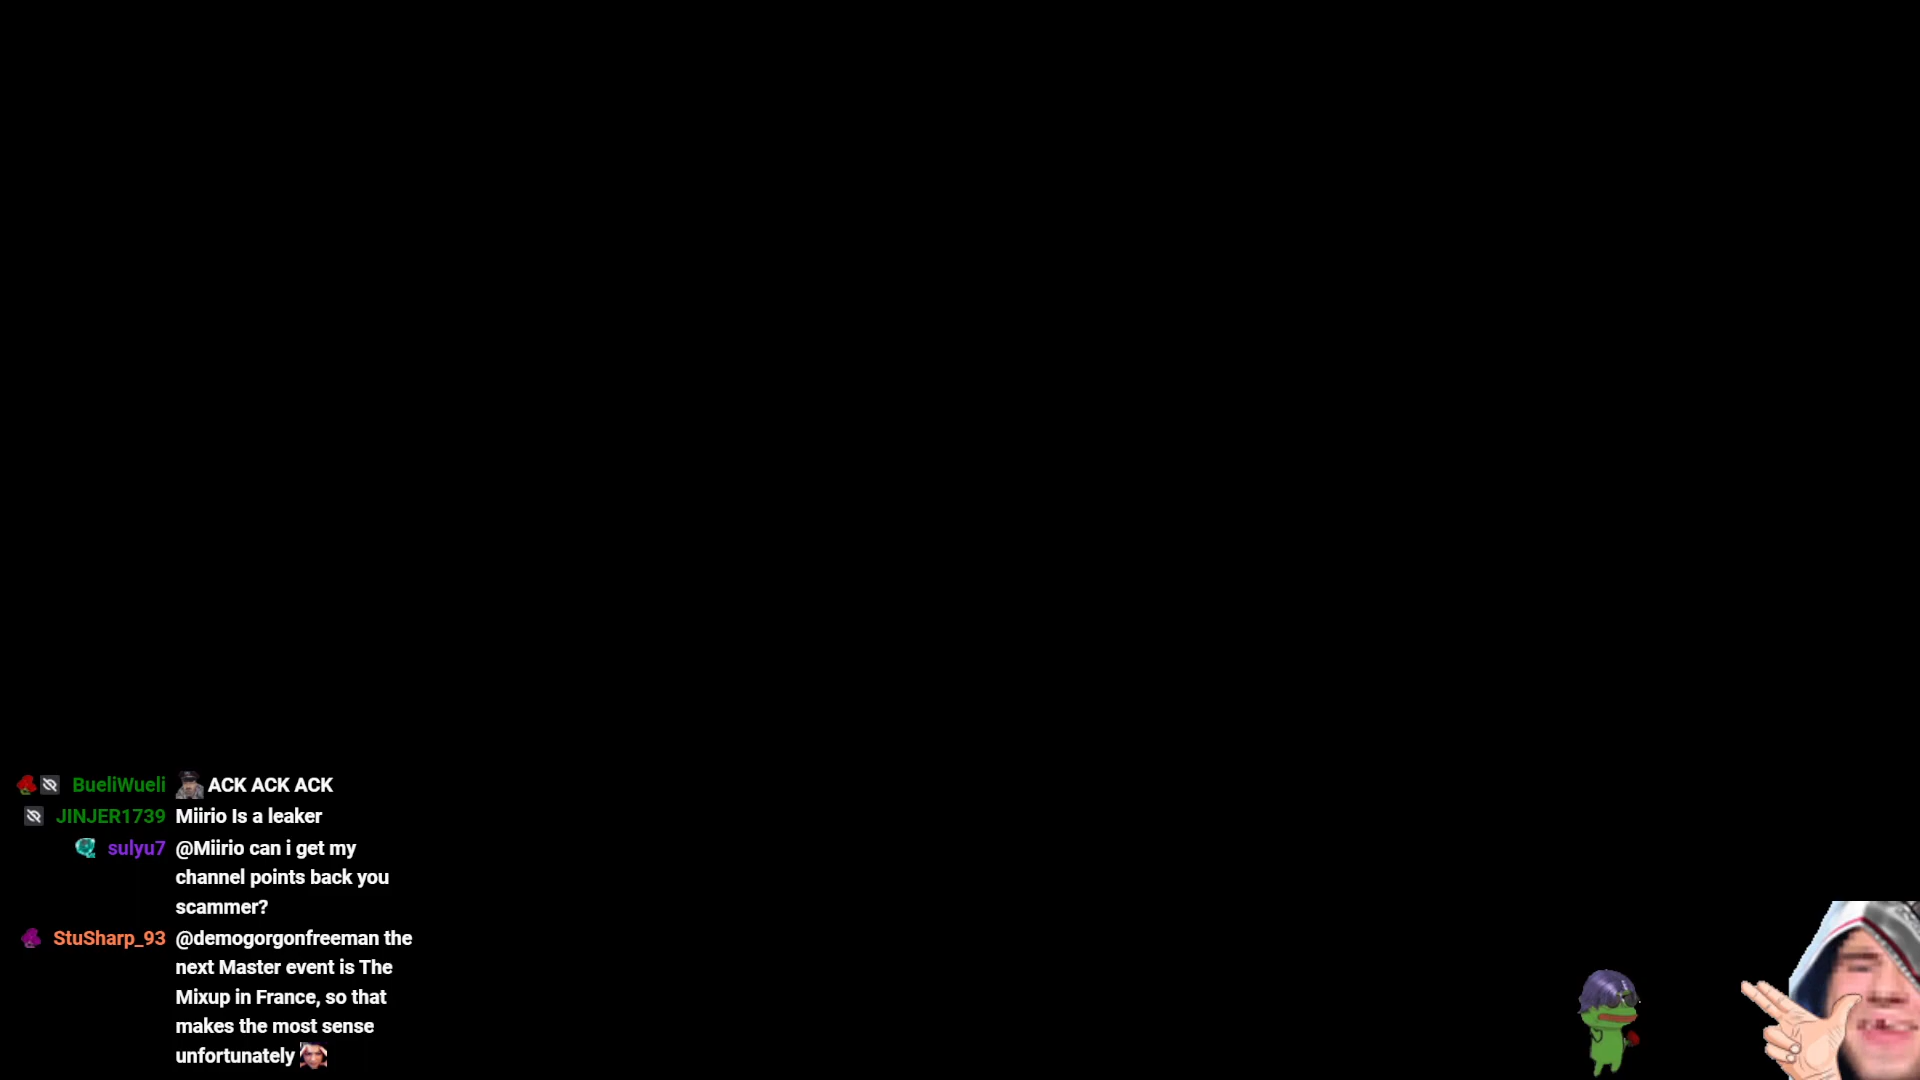 BueliWueli ACK ACK ACK
JINJER1739 Miirio Is a leaker
sulyu7 @Miirio can i get my
channel points back you
scammer?
StuSharp_93 @demogorgonfreeman the
next Master event is The
Mixup in France, so that
makes the most sense
unfortunately